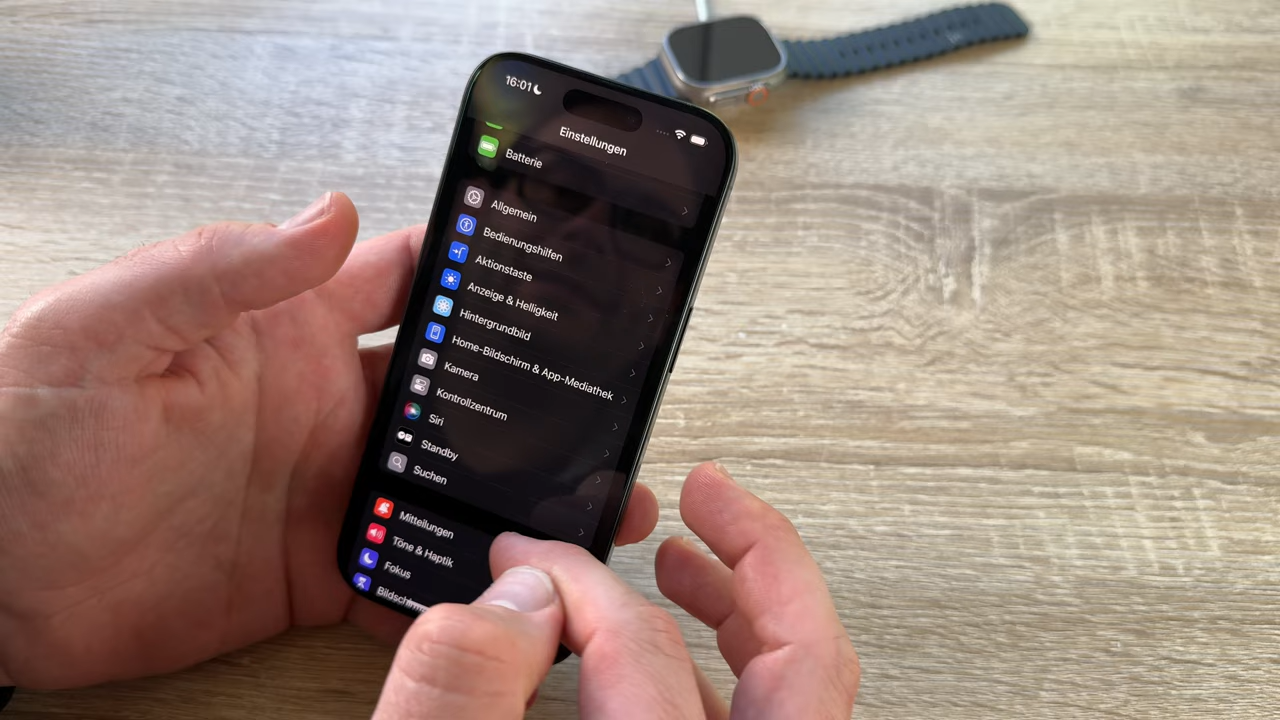 16:01
Einstellungen
Batterie
Allgemein
Bedienungshilfen
Aktionstaste
Anzeige & Helligkeit
Hintergrundbild
Home-Bildschirm & App-Mediathek
Kamera
Kontrollzentrum
Siri
Standby
Suchen
Mitteilungen
Töne & Haptik
Fokus